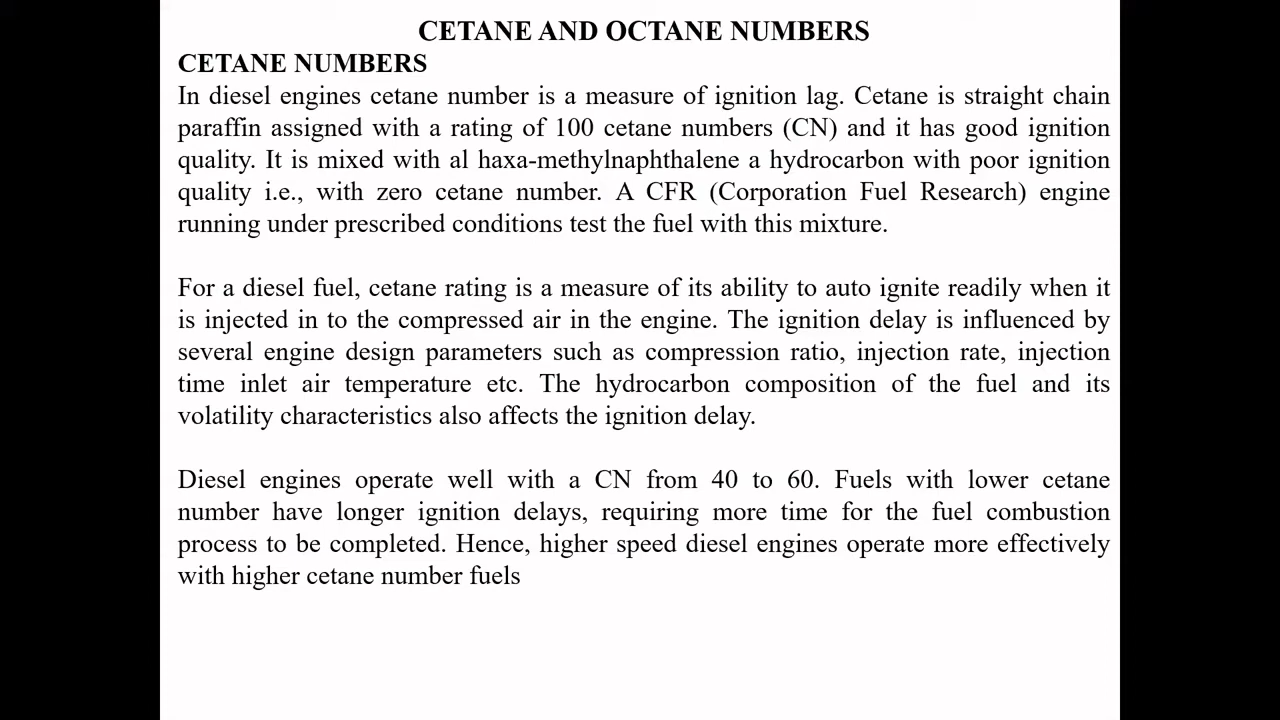 CETANE AND OCTANE NUMBERS
CETANE NUMBERS
In diesel engines cetane number is a measure of ignition lag. Cetane is straight chain
paraffin assigned with a rating of 100 cetane numbers (CN) and it has good ignition
quality. It is mixed with al haxa-methylnaphthalene a hydrocarbon with poor ignition
quality i.e., with zero cetane number. A CFR (Corporation Fuel Research) engine
running under prescribed conditions test the fuel with this mixture.
For a diesel fuel, cetane rating is a measure of its ability to auto ignite readily when it
is injected in to the compressed air in the engine. The ignition delay is influenced by
several engine design parameters such as compression ratio, injection rate, injection
time inlet air temperature etc. The hydrocarbon composition of the fuel and its
volatility characteristics also affects the ignition delay.
Diesel engines operate well with a CN from 40 to 60. Fuels with lower cetane
number have longer ignition delays, requiring more time for the fuel combustion
process to be completed. Hence, higher speed diesel engines operate more effectively
with higher cetane number fuels